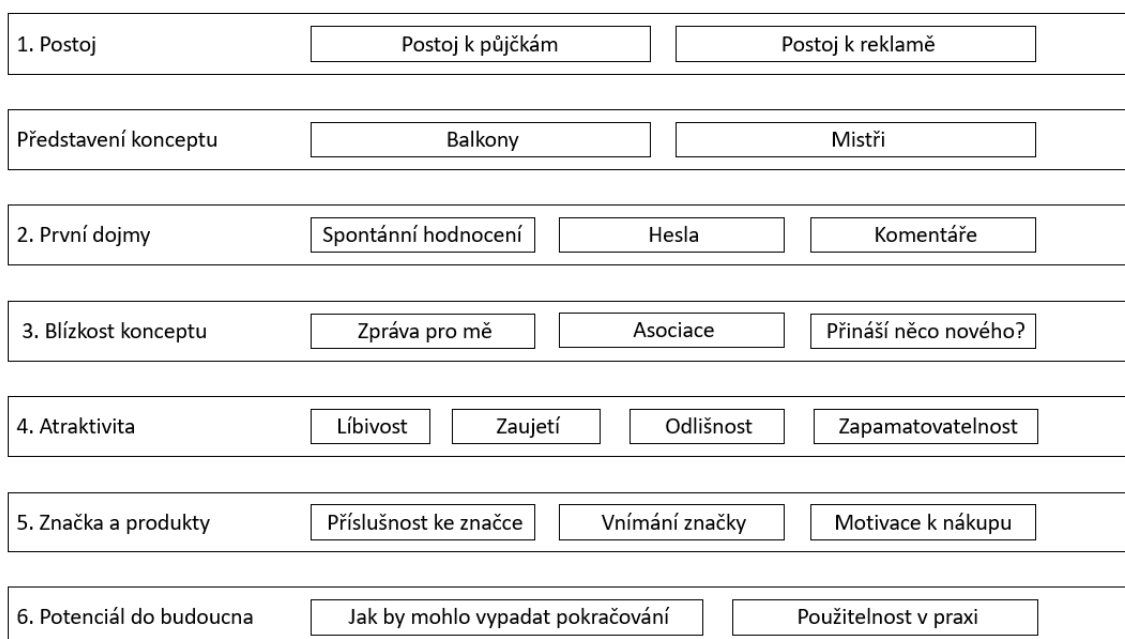 1. Postoj
Postoj k půjčkám
Postoj k reklamě
Představení konceptu
Balkony
Mistři
2. První dojmy
Spontánní hodnocení
Hesla
Komentáře
3. Blízkost konceptu
Zpráva pro mě
Asociace
Přináší něco nového?
4. Atraktivita
Líbivost
Zaujetí
Odlišnost
Zapamatovatelnost
5. Značka a produkty
Příslušnost ke značce
Vnímání značky
Motivace k nákupu
6. Potenciál do budoucna
Jak by mohlo vypadat pokračování
Použitelnost v praxi